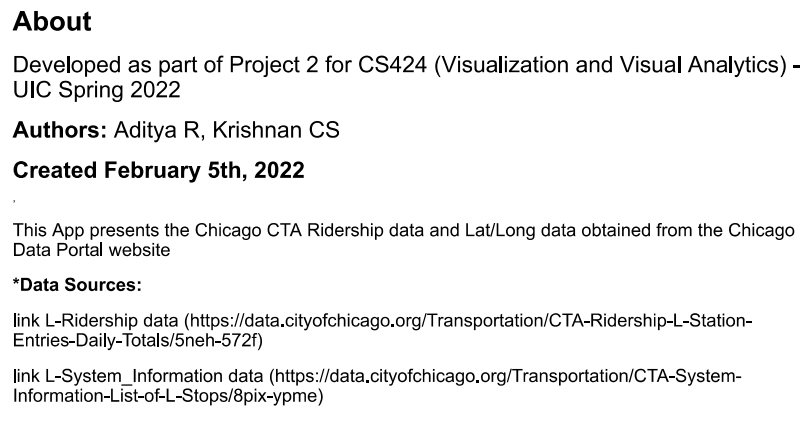 About
Developed as part of Project 2 for CS424 (Visualization and Visual Analytics) -
UIC Spring 2022
Authors: Aditya R, Krishnan CS
Created February 5th, 2022
.
This App presents the Chicago CTA Ridership data and Lat/Long data obtained from the Chicago
Data Portal website
*Data Sources:
link L-Ridership data (https://data.cityofchicago.org/Transportation/CTA-Ridership-L-Station-
Entries-Daily-Totals/5neh-572f)
link L-System_Information data (https://data.cityofchicago.org/Transportation/CTA-System-
Information-List-of-L-Stops/8pix-ypme)